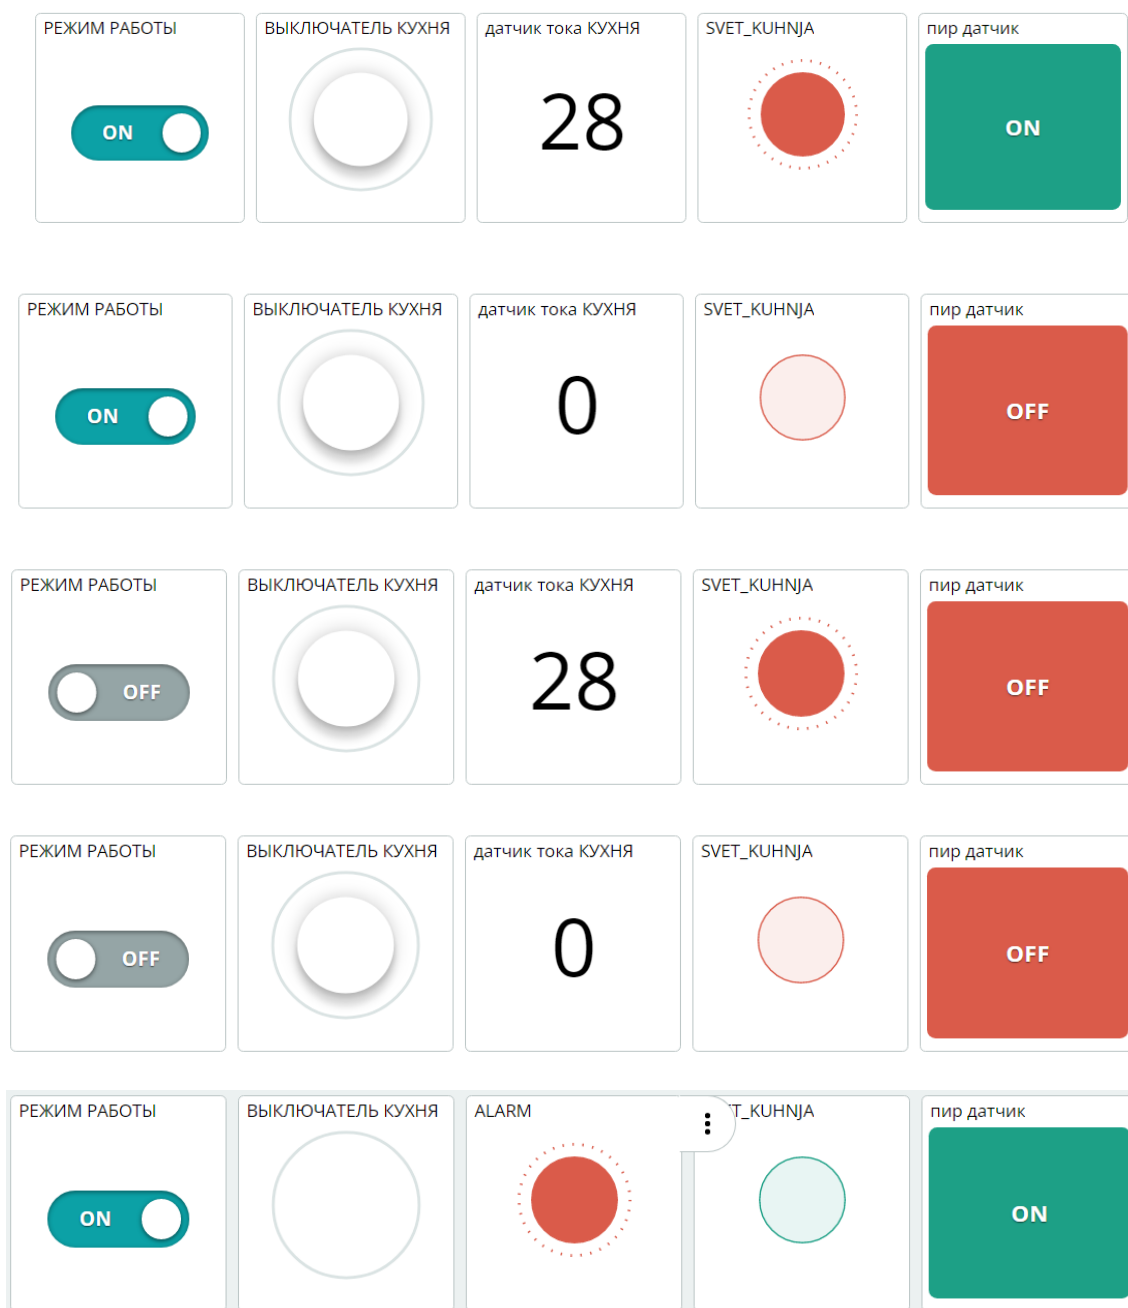 РЕЖИМ РАБОТЫ ВЫКЛЮЧАТЕЛЬ КУХНЯ датчик тока КУХНЯ SVET_KUHNJA пир датчик
ON 28 ON
РЕЖИМ РАБОТЫ ВЫКЛЮЧАТЕЛЬ КУХНЯ датчик тока КУХНЯ SVET_KUHNJA пир датчик
ON 0 OFF
РЕЖИМ РАБОТЫ ВЫКЛЮЧАТЕЛЬ КУХНЯ датчик тока КУХНЯ SVET_KUHNJA пир датчик
OFF 28 OFF
РЕЖИМ РАБОТЫ ВЫКЛЮЧАТЕЛЬ КУХНЯ датчик тока КУХНЯ SVET_KUHNJA пир датчик
OFF 0 OFF
РЕЖИМ РАБОТЫ ВЫКЛЮЧАТЕЛЬ КУХНЯ ALARM T_KUHNJA пир датчик
ON ON